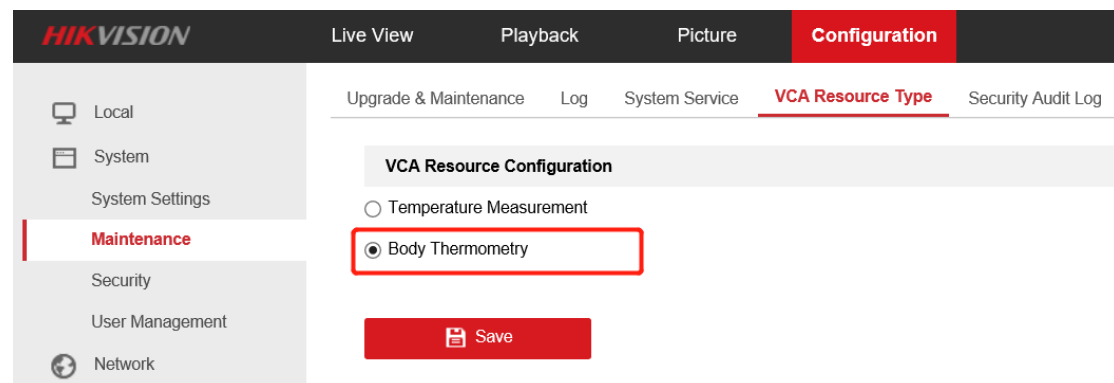 HIKVISION Live View Playback Picture Configuration
Local
System
System Settings
Maintenance
Security
User Management
Network
Upgrade & Maintenance Log System Service VCA Resource Type Security Audit Log
VCA Resource Configuration
Temperature Measurement
Body Thermometry
Save